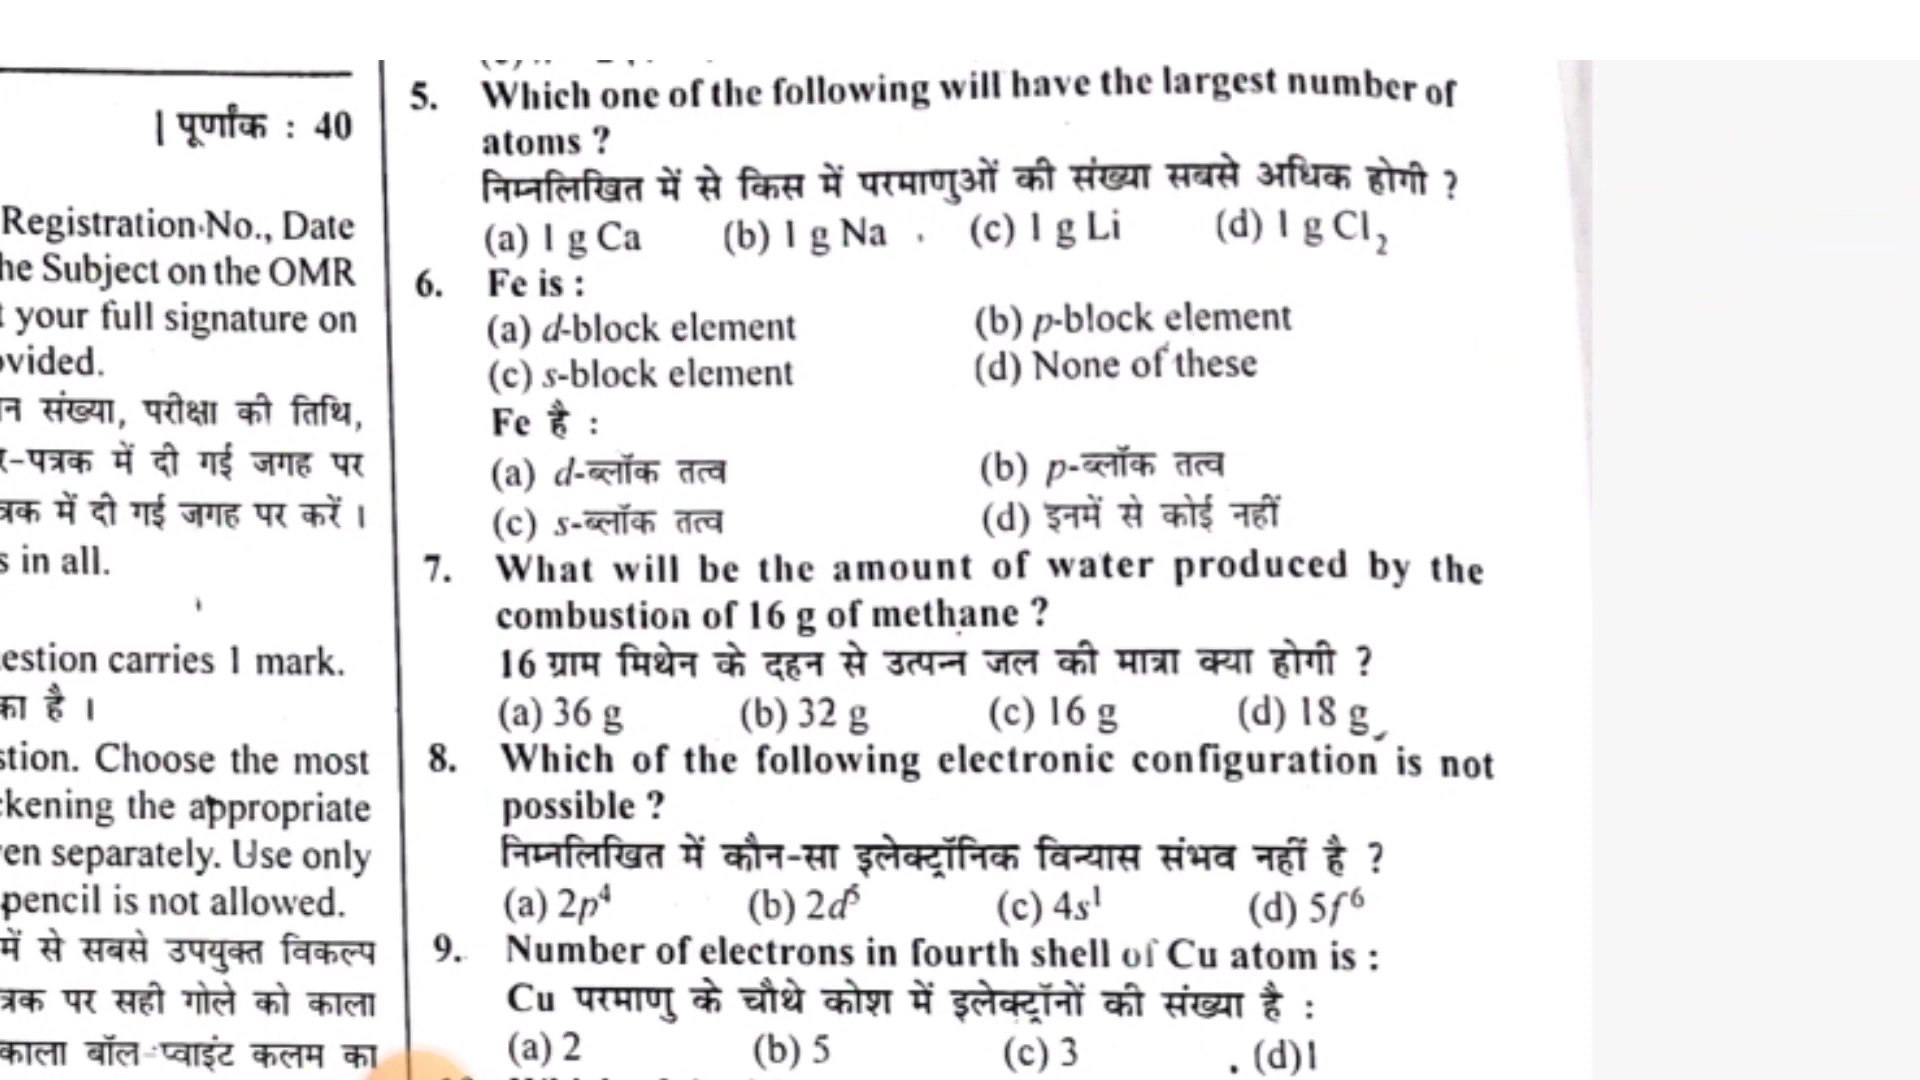 | पूर्णांक : 40
Registration No., Date
he Subject on the OMR
your full signature on
ovided.
न संख्या, परीक्षा की तिथि,
र-पत्रक में दी गई जगह पर
त्रक में दी गई जगह पर करें ।
s in all.
estion carries 1 mark.
का है ।
stion. Choose the most
ckening the appropriate
en separately. Use only
pencil is not allowed.
में से सबसे उपयुक्त विकल्प
त्रक पर सही गोले को काला
काला बॉल-प्वाइंट कलम का
5. Which one of the following will have the largest number of
atoms ?
निम्नलिखित में से किस में परमाणुओं की संख्या सबसे अधिक होगी ?
(a) 1 g Ca (b) 1 g Na (c) 1 g Li (d) 1 g Cl₂
6. Fe is :
(a) d-block element (b) p-block element
(c) s-block element (d) None of these
Fe है :
(a) d-ब्लॉक तत्व (b) p-ब्लॉक तत्व
(c) s-ब्लॉक तत्व (d) इनमें से कोई नहीं
7. What will be the amount of water produced by the
combustion of 16 g of methane ?
16 ग्राम मिथेन के दहन से उत्पन्न जल की मात्रा क्या होगी ?
(a) 36 g (b) 32 g (c) 16 g (d) 18 g
8. Which of the following electronic configuration is not
possible ?
निम्नलिखित में कौन-सा इलेक्ट्रॉनिक विन्यास संभव नहीं है ?
(a) 2p⁴ (b) 2d⁵ (c) 4s¹ (d) 5f⁶
9. Number of electrons in fourth shell of Cu atom is :
Cu परमाणु के चौथे कोश में इलेक्ट्रॉनों की संख्या है :
(a) 2 (b) 5 (c) 3 (d) 1